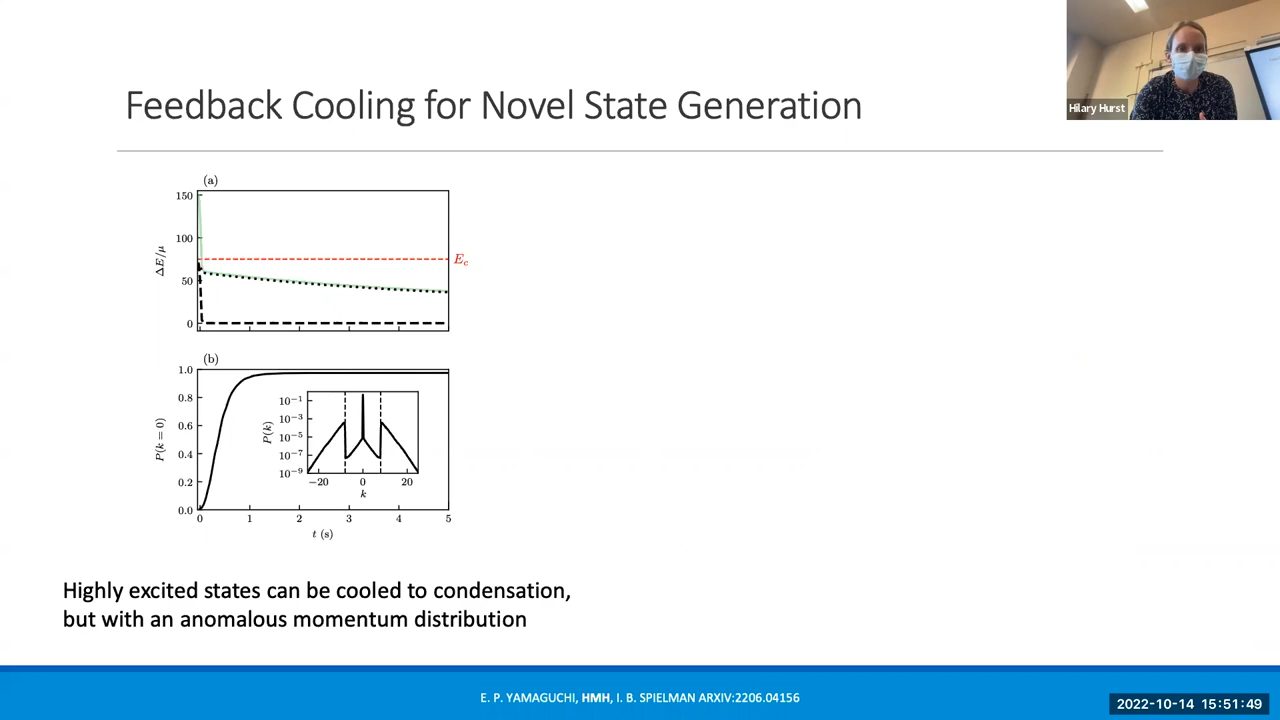 Feedback Cooling for Novel State Generation
Hilary Hurst
(a)
150
100
50
0
ΔE/μ
E_c
(b)
1.0
0.8
0.6
0.4
0.2
0.0
P(k = 0)
10⁻¹
10⁻³
10⁻⁵
10⁻⁷
10⁻⁹
P(k)
−20 0 20
k
0 1 2 3 4 5
t (s)
Highly excited states can be cooled to condensation,
but with an anomalous momentum distribution
E. P. YAMAGUCHI, HMH, I. B. SPIELMAN ARXIV:2206.04156
2022-10-14 15:51:49